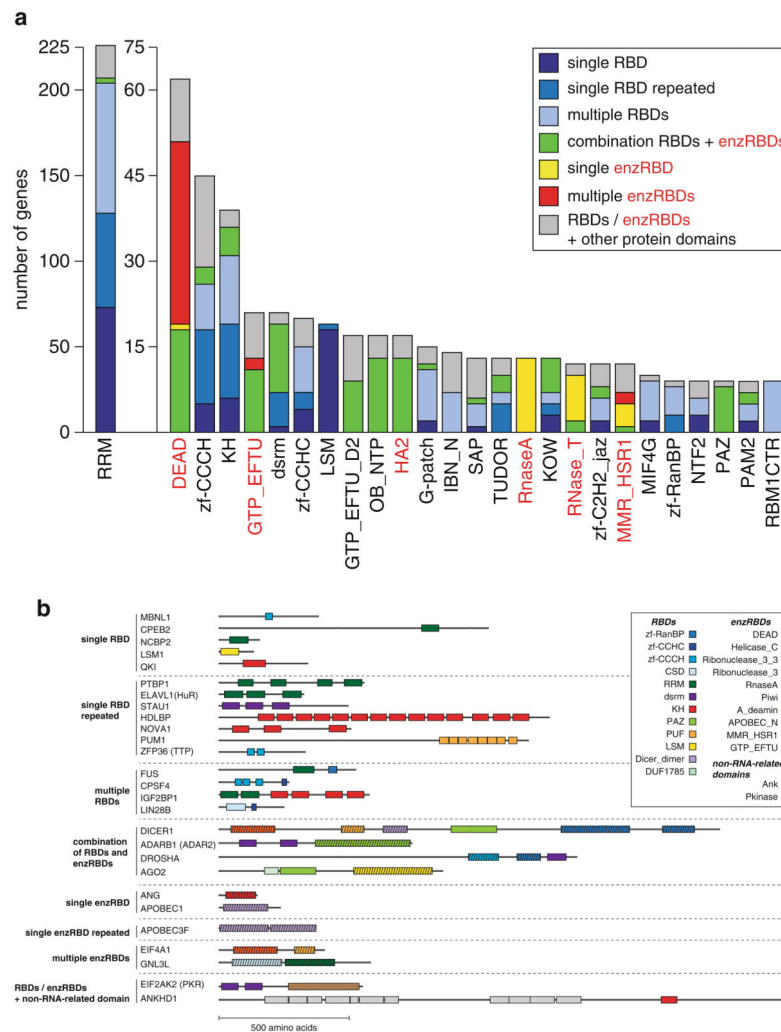 a
225
200
150
100
50
0
75
60
45
30
15
number of genes
single RBD
single RBD repeated
multiple RBDs
combination RBDs + enzRBDs
single enzRBD
multiple enzRBDs
RBDs / enzRBDs
+ other protein domains
RRM
DEAD
zf-CCCH
KH
GTP_EFTU
dsrm
zf-CCHC
LSM
GTP_EFTU_D2
OB_NTP
HA2
G-patch
IBN_N
SAP
TUDOR
RnaseA
KOW
RNase_T
zf-C2H2_jaz
MMR_HSR1
MIF4G
zf-RanBP
NTF2
PAZ
PAM2
RBM1CTR
b
single RBD
MBNL1
CPEB2
NCBP2
LSM1
QKI
single RBD
repeated
PTBP1
ELAVL1(HuR)
STAU1
HDLBP
NOVA1
PUM1
ZFP36 (TTP)
multiple
RBDs
FUS
CPSF4
IGF2BP1
LIN28B
combination
of RBDs and
enzRBDs
DICER1
ADARB1 (ADAR2)
DROSHA
AGO2
single enzRBD
ANG
APOBEC1
single enzRBD repeated
APOBEC3F
multiple enzRBDs
EIF4A1
GNL3L
RBDs / enzRBDs
+ non-RNA-related domain
EIF2AK2 (PKR)
ANKHD1
500 amino acids
RBDs
zf-RanBP
zf-CCHC
zf-CCCH
CSD
RRM
dsrm
KH
PAZ
PUF
LSM
Dicer_dimer
DUF1785
enzRBDs
DEAD
Helicase_C
Ribonuclease_3_3
Ribonuclease_3
RnaseA
Piwi
A_deamin
APOBEC_N
MMR_HSR1
GTP_EFTU
non-RNA-related
domains
Ank
Pkinase